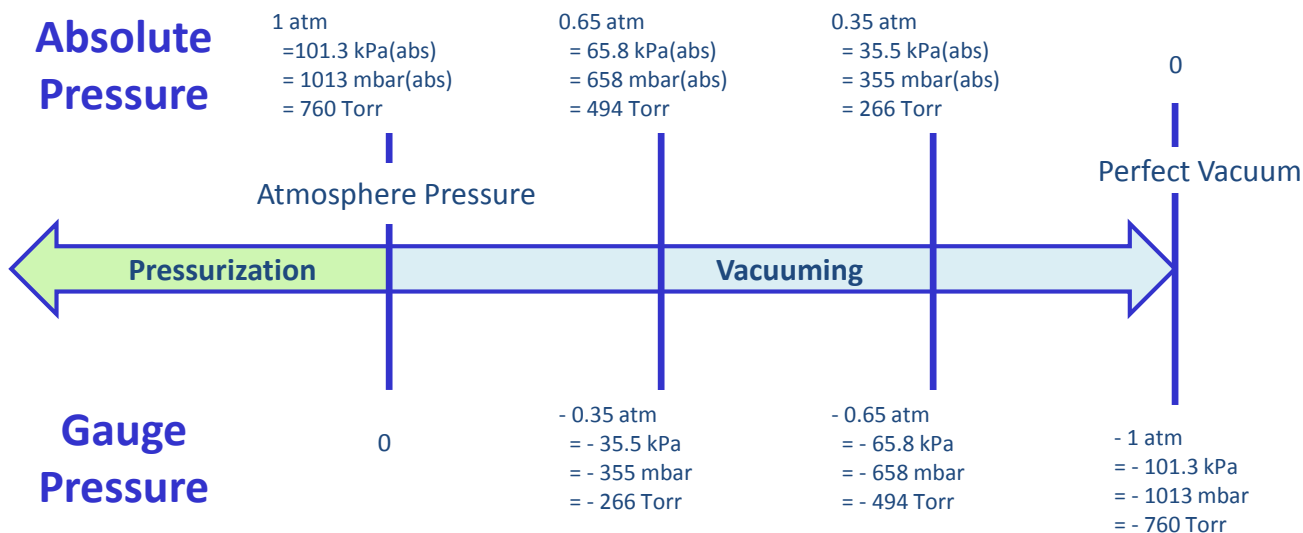 Absolute
Pressure
1 atm
=101.3 kPa(abs)
= 1013 mbar(abs)
= 760 Torr
0.65 atm
= 65.8 kPa(abs)
= 658 mbar(abs)
= 494 Torr
0.35 atm
= 35.5 kPa(abs)
= 355 mbar(abs)
= 266 Torr
0
Atmosphere Pressure
Perfect Vacuum
Pressurization
Vacuuming
Gauge
Pressure
0
- 0.35 atm
= - 35.5 kPa
= - 355 mbar
= - 266 Torr
- 0.65 atm
= - 65.8 kPa
= - 658 mbar
= - 494 Torr
- 1 atm
= - 101.3 kPa
= - 1013 mbar
= - 760 Torr